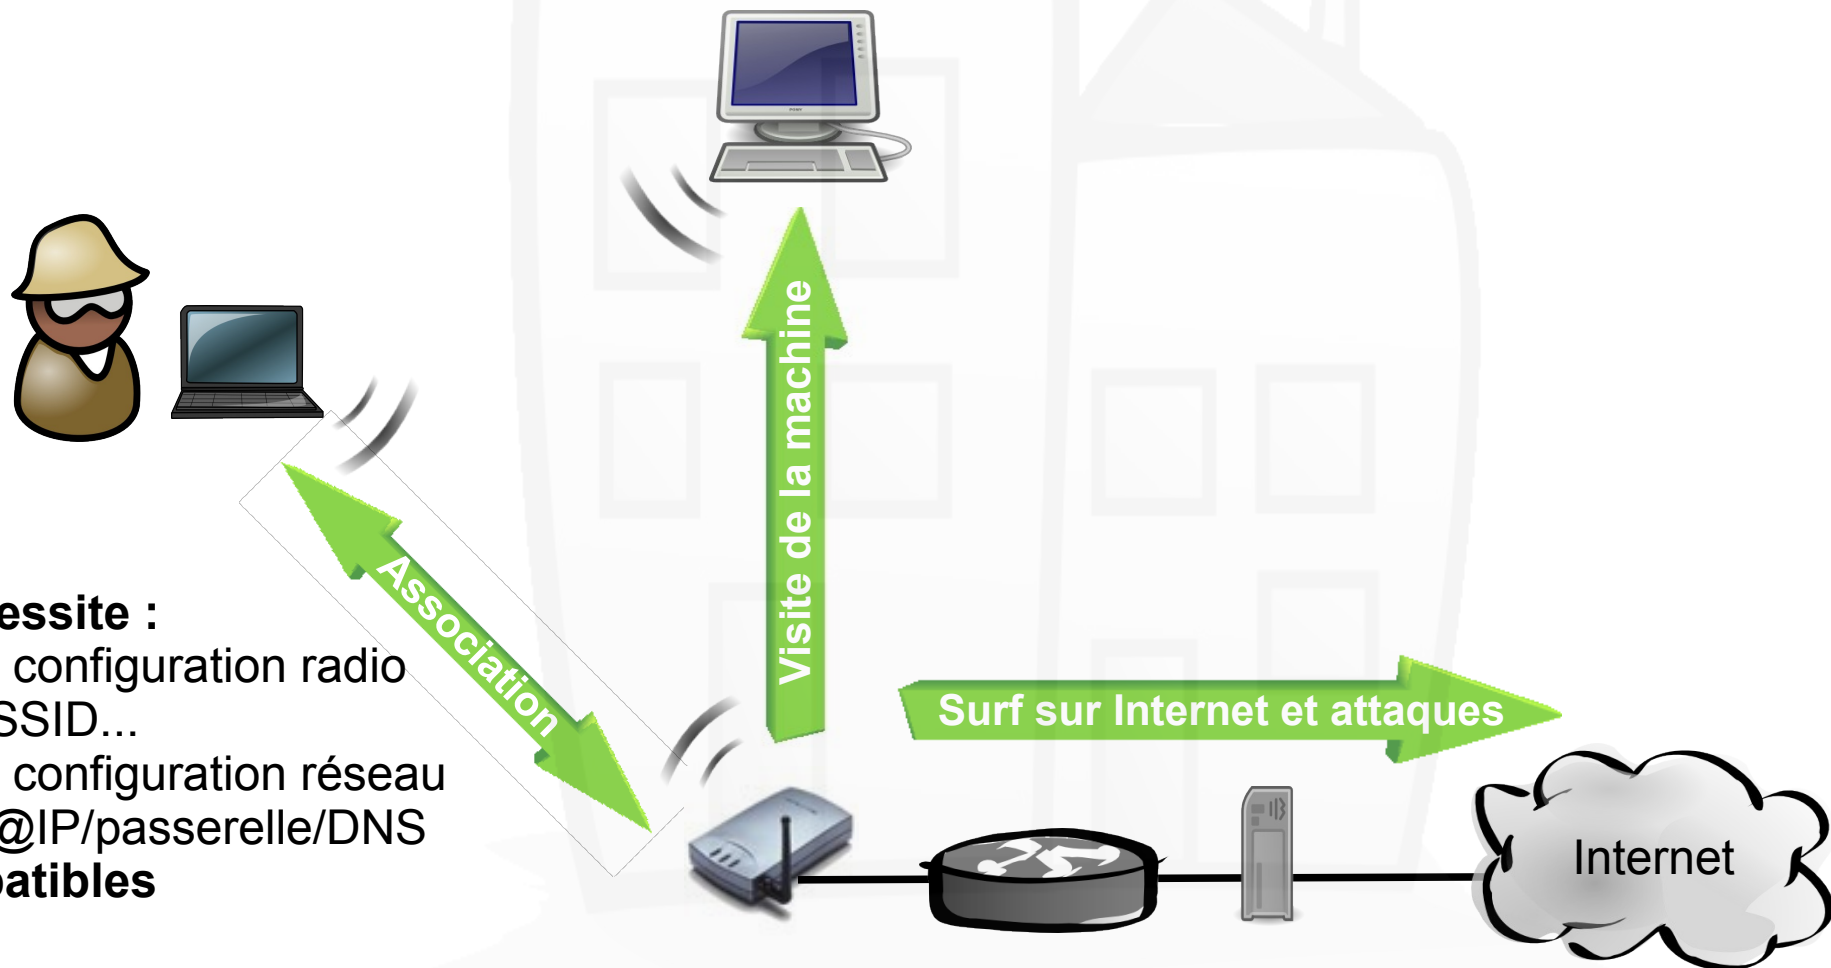 Visite de la machine
Association
essite :
configuration radio
SSID...
configuration réseau
@IP/passerelle/DNS
patibles
Surf sur Internet et attaques
Internet